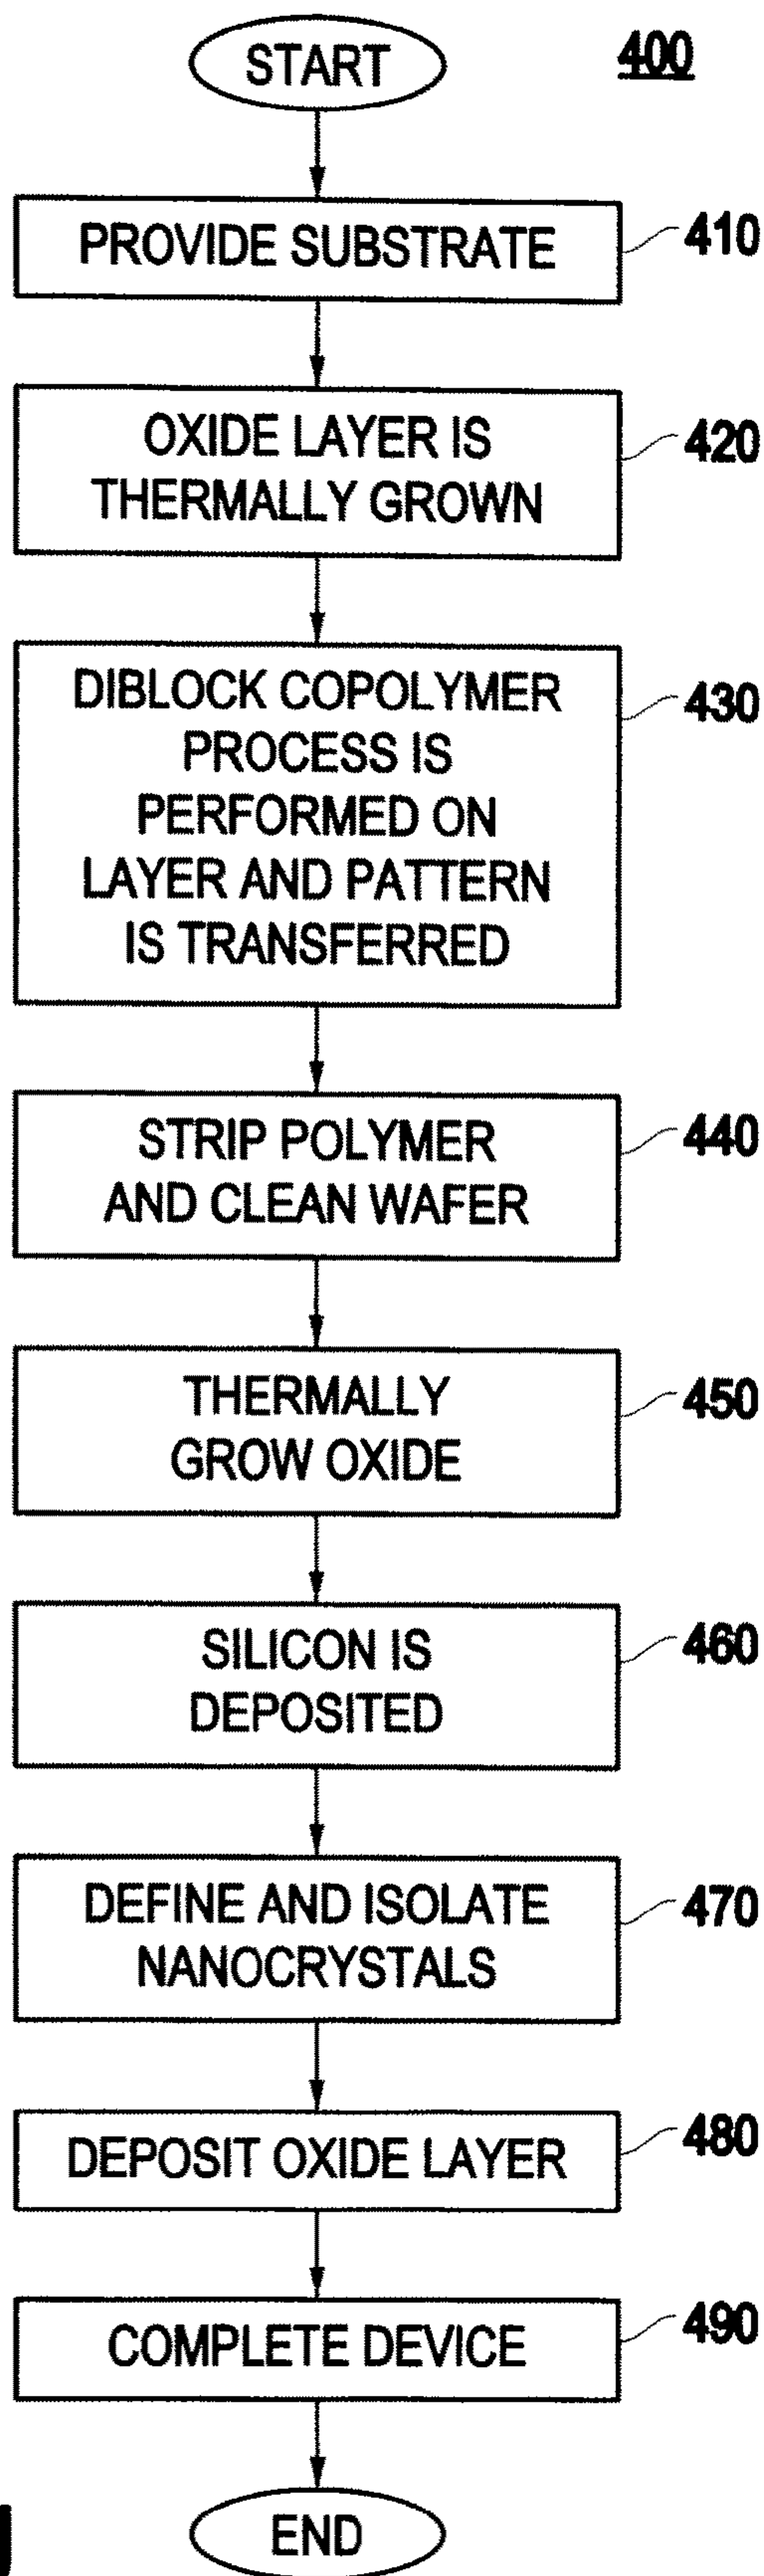 START
400
PROVIDE SUBSTRATE
410
OXIDE LAYER IS
THERMALLY GROWN
420
DIBLOCK COPOLYMER
PROCESS IS
PERFORMED ON
LAYER AND PATTERN
IS TRANSFERRED
430
STRIP POLYMER
AND CLEAN WAFER
440
THERMALLY
GROW OXIDE
450
SILICON IS
DEPOSITED
460
DEFINE AND ISOLATE
NANOCRYSTALS
470
DEPOSIT OXIDE LAYER
480
COMPLETE DEVICE
490
END